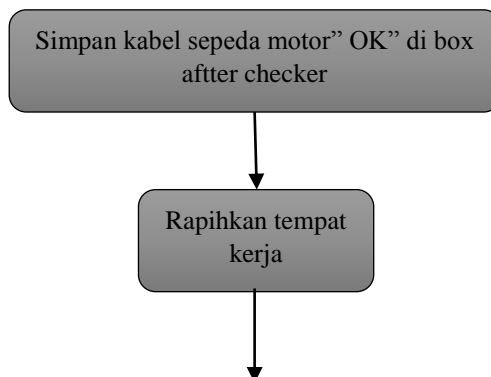 Simpan kabel sepeda motor” OK” di box
aftter checker
Rapihkan tempat
kerja